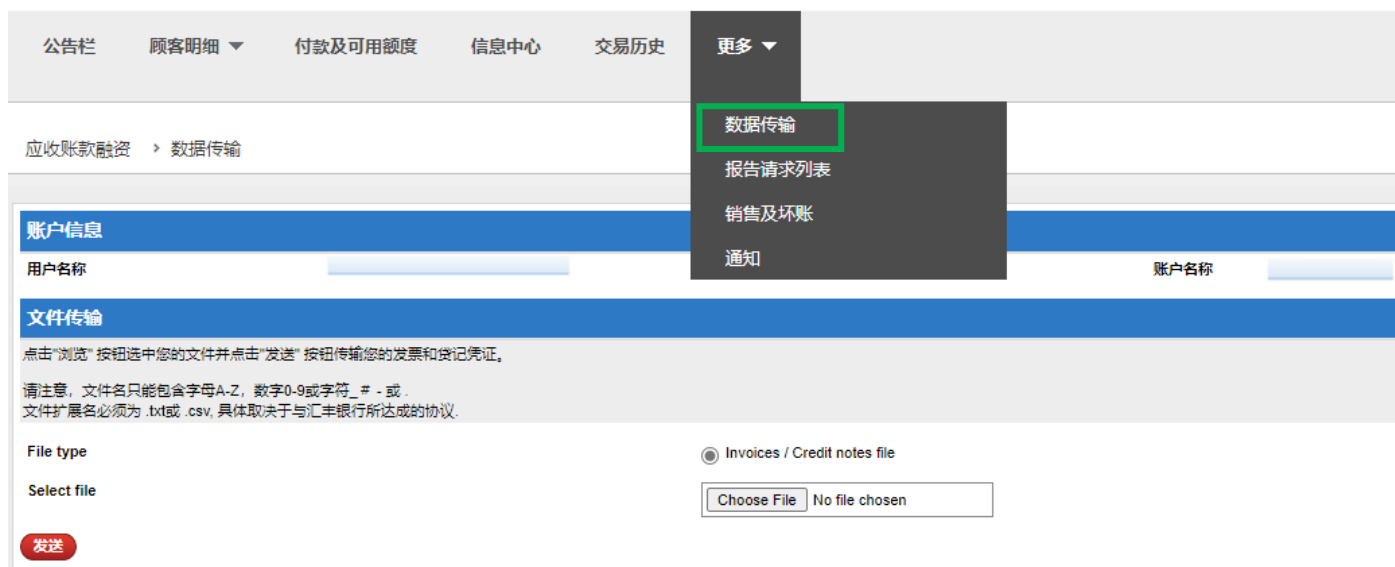 公告栏 顾客明细 付款及可用额度 信息中心 交易历史 更多
数据传输
报告请求列表
销售及坏账
通知
应收账款融资 > 数据传输
账户信息
用户名称 账户名称
文件传输
点击"浏览" 按钮选中您的文件并点击"发送" 按钮传输您的发票和贷记凭证。
请注意，文件名只能包含字母A-Z，数字0-9或字符_ # - 或 .
文件扩展名必须为 .txt或 .csv, 具体取决于与汇丰银行所达成的协议.
File type Invoices / Credit notes file
Select file Choose File No file chosen
发送